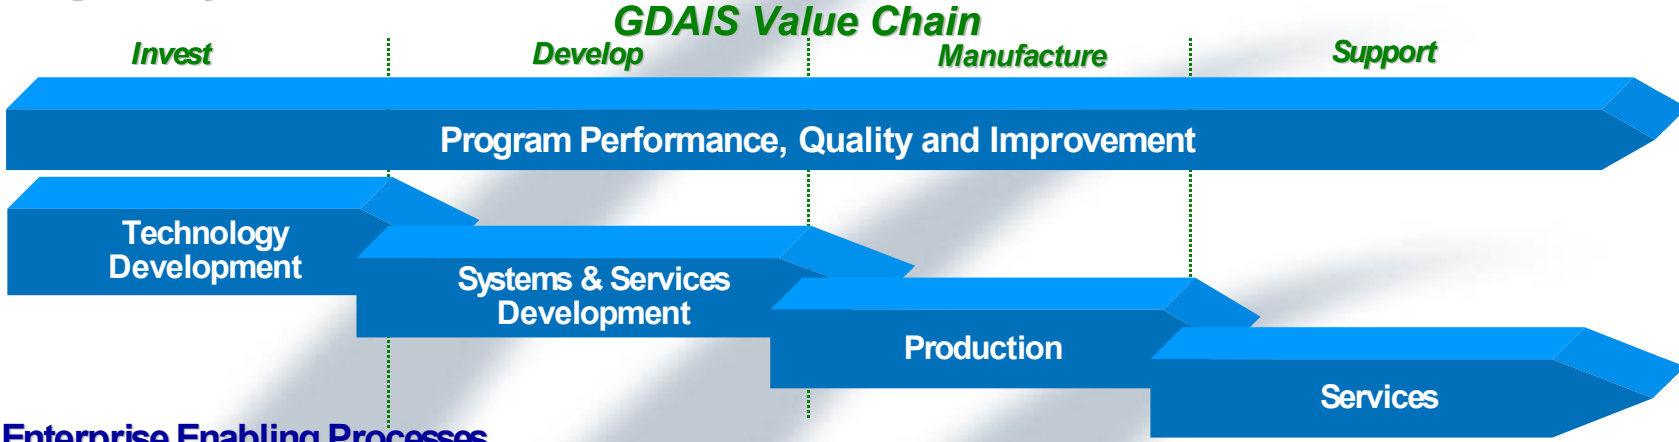 GDAIS Value Chain
Invest
Develop
Manufacture
Support
Program Performance, Quality and Improvement
Technology
Development
Systems & Services
Development
Production
Services
Enterprise Enabling Processes